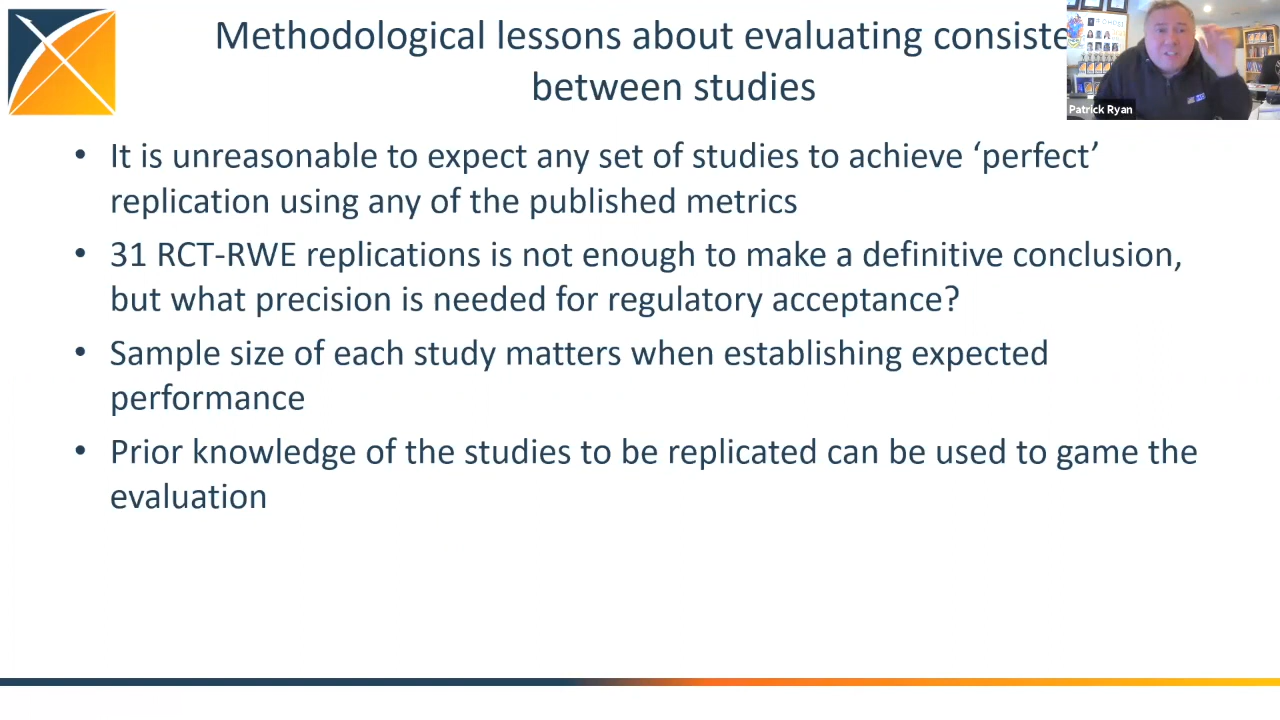 Methodological lessons about evaluating consiste
between studies
Patrick Ryan
• It is unreasonable to expect any set of studies to achieve ‘perfect’
replication using any of the published metrics
• 31 RCT-RWE replications is not enough to make a definitive conclusion,
but what precision is needed for regulatory acceptance?
• Sample size of each study matters when establishing expected
performance
• Prior knowledge of the studies to be replicated can be used to game the
evaluation